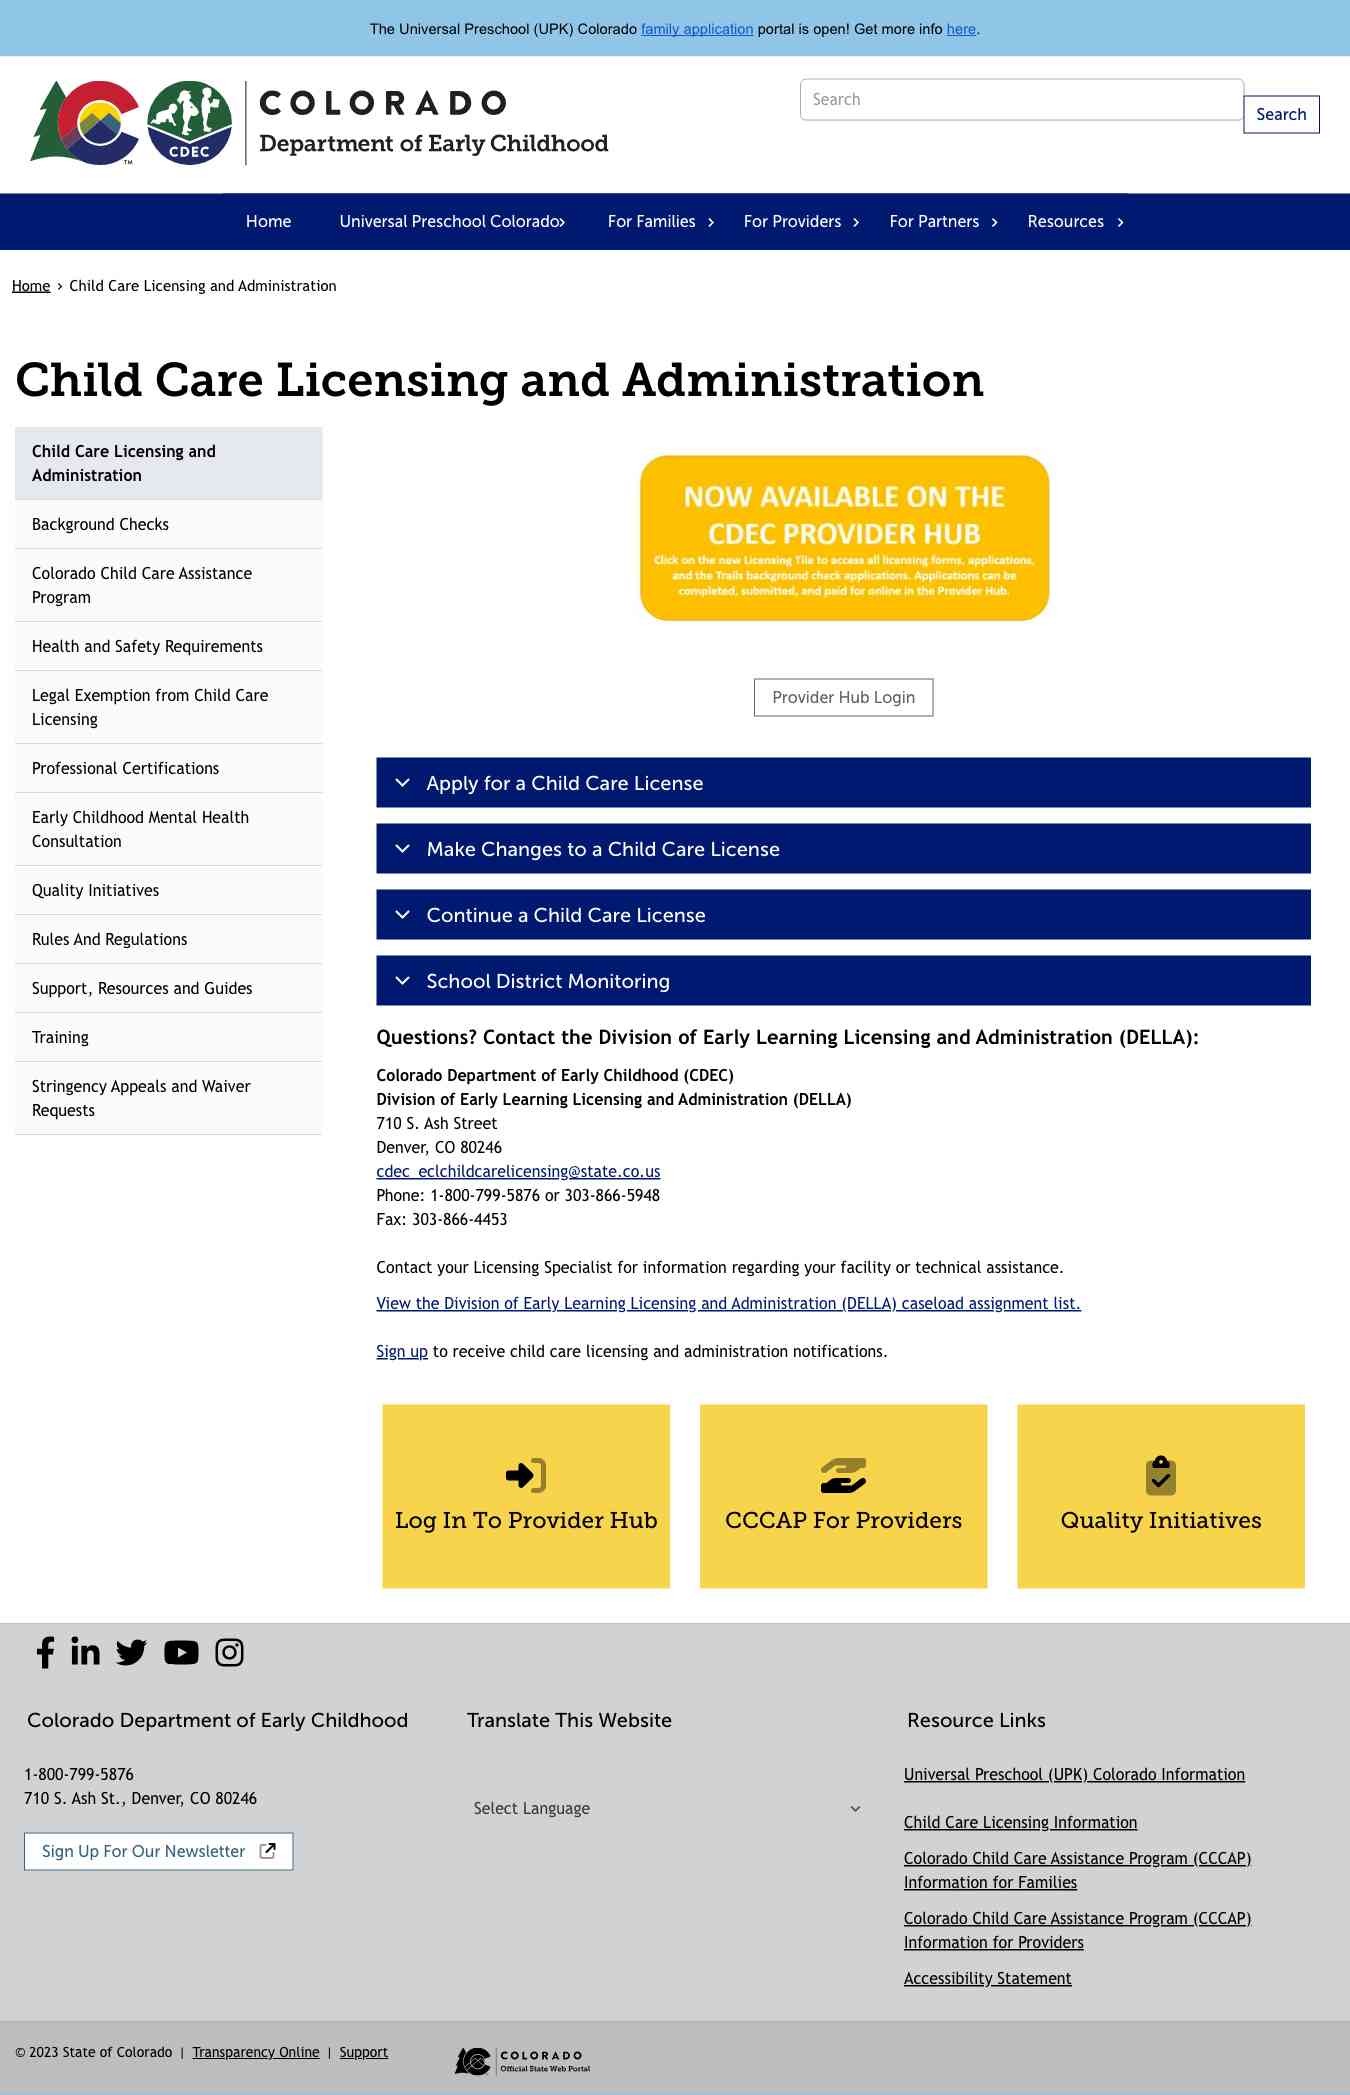 The Universal Preschool (UPK) Colorado family application portal is open! Get more info here.
CDEC
TM
COLORADO
Department of Early Childhood
Search
Search
Home
Universal Preschool Colorado
For Families
For Providers
For Partners
Resources
Home › Child Care Licensing and Administration
Child Care Licensing and Administration
Child Care Licensing and
Administration
Background Checks
Colorado Child Care Assistance
Program
Health and Safety Requirements
Legal Exemption from Child Care
Licensing
Professional Certifications
Early Childhood Mental Health
Consultation
Quality Initiatives
Rules And Regulations
Support, Resources and Guides
Training
Stringency Appeals and Waiver
Requests
NOW AVAILABLE ON THE
CDEC PROVIDER HUB
Click on the now Licensing Tile to access all licensing forms, applications,
and the Trails background check applications. Applications can be
completed, submitted, and paid for online in the Provider Hub.
Provider Hub Login
Apply for a Child Care License
Make Changes to a Child Care License
Continue a Child Care License
School District Monitoring
Questions? Contact the Division of Early Learning Licensing and Administration (DELLA):
Colorado Department of Early Childhood (CDEC)
Division of Early Learning Licensing and Administration (DELLA)
710 S. Ash Street
Denver, CO 80246
cdec_eclchildcarelicensing@state.co.us
Phone: 1-800-799-5876 or 303-866-5948
Fax: 303-866-4453
Contact your Licensing Specialist for information regarding your facility or technical assistance.
View the Division of Early Learning Licensing and Administration (DELLA) caseload assignment list.
Sign up to receive child care licensing and administration notifications.
Log In To Provider Hub
CCCAP For Providers
Quality Initiatives
Colorado Department of Early Childhood
1-800-799-5876
710 S. Ash St., Denver, CO 80246
Sign Up For Our Newsletter
Translate This Website
Select Language
Resource Links
Universal Preschool (UPK) Colorado Information
Child Care Licensing Information
Colorado Child Care Assistance Program (CCCAP)
Information for Families
Colorado Child Care Assistance Program (CCCAP)
Information for Providers
Accessibility Statement
© 2023 State of Colorado | Transparency Online | Support
COLORADO
Official State Web Portal